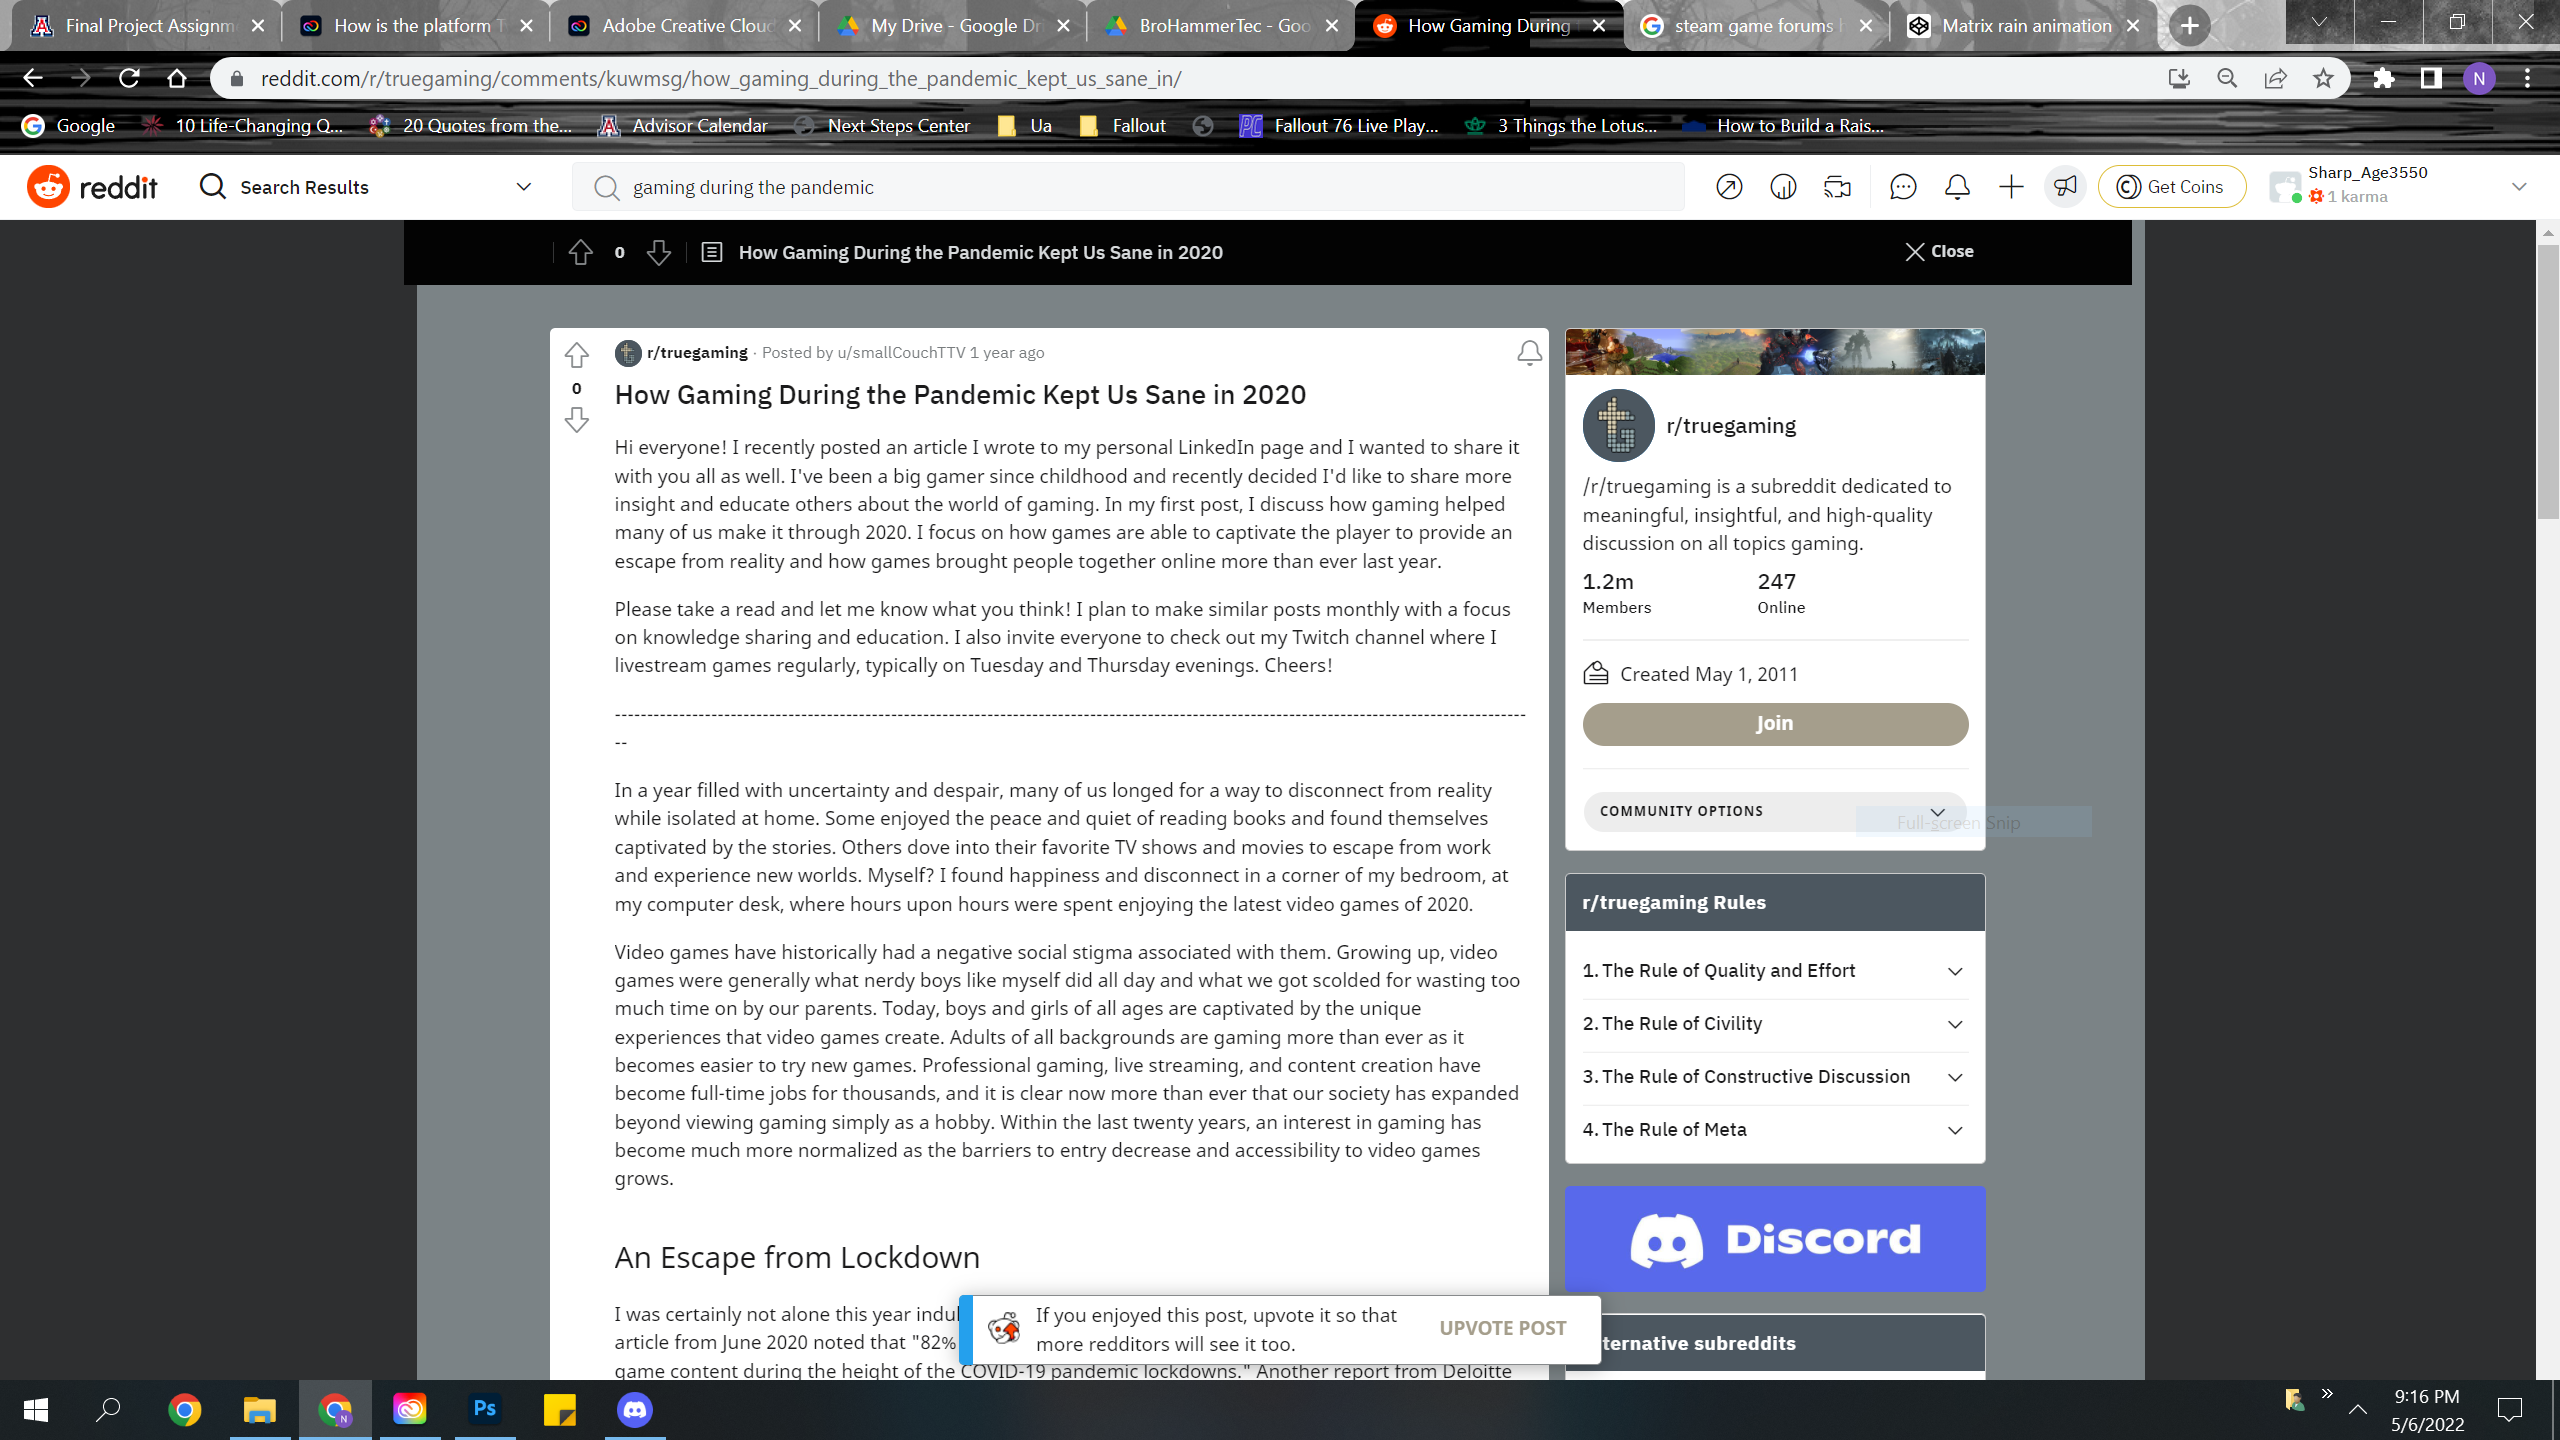 Final Project Assignm
How is the platform T
Adobe Creative Clou
My Drive - Google Dr
BroHammerTec - Goo
How Gaming During
steam game forums
Matrix rain animation
reddit.com/r/truegaming/comments/kuwmsg/how_gaming_during_the_pandemic_kept_us_sane_in/
N
Google
10 Life-Changing Q...
20 Quotes from the...
Advisor Calendar
Next Steps Center
Ua
Fallout
Fallout 76 Live Play...
3 Things the Lotus...
How to Build a Rais...
reddit
Search Results
gaming during the pandemic
Get Coins
Sharp_Age3550
1 karma
0
How Gaming During the Pandemic Kept Us Sane in 2020
Close
r/truegaming · Posted by u/smallCouchTTV 1 year ago
0
How Gaming During the Pandemic Kept Us Sane in 2020
Hi everyone! I recently posted an article I wrote to my personal LinkedIn page and I wanted to share it
with you all as well. I've been a big gamer since childhood and recently decided I'd like to share more
insight and educate others about the world of gaming. In my first post, I discuss how gaming helped
many of us make it through 2020. I focus on how games are able to captivate the player to provide an
escape from reality and how games brought people together online more than ever last year.
Please take a read and let me know what you think! I plan to make similar posts monthly with a focus
on knowledge sharing and education. I also invite everyone to check out my Twitch channel where I
livestream games regularly, typically on Tuesday and Thursday evenings. Cheers!
--
In a year filled with uncertainty and despair, many of us longed for a way to disconnect from reality
while isolated at home. Some enjoyed the peace and quiet of reading books and found themselves
captivated by the stories. Others dove into their favorite TV shows and movies to escape from work
and experience new worlds. Myself? I found happiness and disconnect in a corner of my bedroom, at
my computer desk, where hours upon hours were spent enjoying the latest video games of 2020.
Video games have historically had a negative social stigma associated with them. Growing up, video
games were generally what nerdy boys like myself did all day and what we got scolded for wasting too
much time on by our parents. Today, boys and girls of all ages are captivated by the unique
experiences that video games create. Adults of all backgrounds are gaming more than ever as it
becomes easier to try new games. Professional gaming, live streaming, and content creation have
become full-time jobs for thousands, and it is clear now more than ever that our society has expanded
beyond viewing gaming simply as a hobby. Within the last twenty years, an interest in gaming has
become much more normalized as the barriers to entry decrease and accessibility to video games
grows.
An Escape from Lockdown
I was certainly not alone this year indul
article from June 2020 noted that "82%
game content during the height of the COVID-19 pandemic lockdowns." Another report from Deloitte
If you enjoyed this post, upvote it so that
more redditors will see it too.
UPVOTE POST
r/truegaming
/r/truegaming is a subreddit dedicated to
meaningful, insightful, and high-quality
discussion on all topics gaming.
1.2m
Members
247
Online
Created May 1, 2011
Join
COMMUNITY OPTIONS
Full-screen Snip
r/truegaming Rules
1. The Rule of Quality and Effort
2. The Rule of Civility
3. The Rule of Constructive Discussion
4. The Rule of Meta
Discord
ternative subreddits
Ps
9:16 PM
5/6/2022